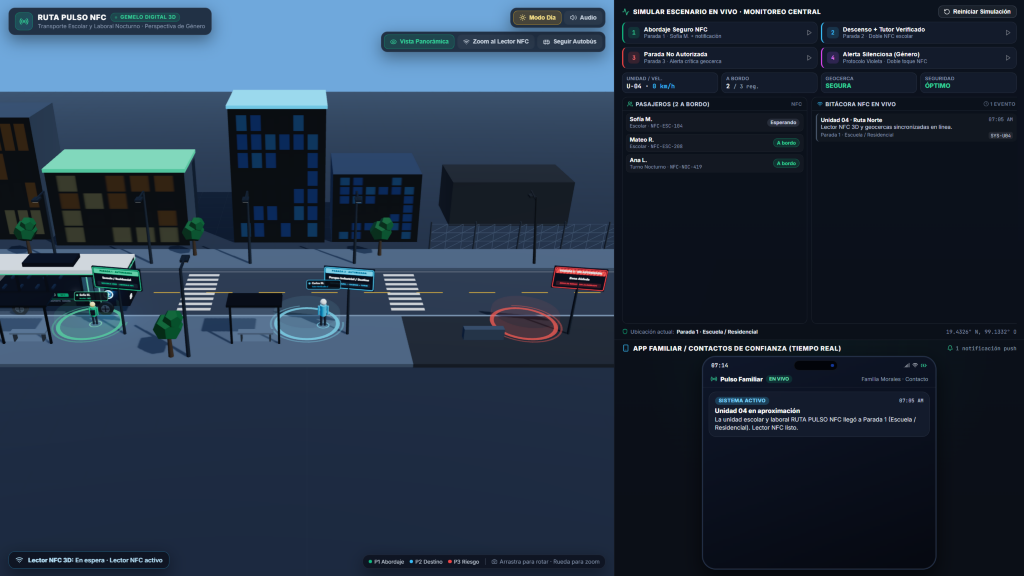 RUTA PULSO NFC
GEMELO DIGITAL 3D
Transporte Escolar y Laboral Nocturno · Perspectiva de Género
Modo Día
Audio
Vista Panorámica
Zoom al Lector NFC
Seguir Autobús
Lector NFC 3D: En espera · Lector NFC activo
P1 Abordaje
P2 Destino
P3 Riesgo
Arrastra para rotar · Rueda para zoom
SIMULAR ESCENARIO EN VIVO · MONITOREO CENTRAL
Reiniciar Simulación
1 Abordaje Seguro NFC
Parada 1 · Sofía M. + notificación
2 Descenso + Tutor Verificado
Parada 2 · Doble NFC escolar
3 Parada No Autorizada
Parada 3 · Alerta crítica geocerca
4 Alerta Silenciosa (Género)
Protocolo Violeta · Doble toque NFC
UNIDAD / VEL.
U-04 • 0 km/h
A BORDO
2 / 3 reg.
GEOCERCA
SEGURA
SEGURIDAD
ÓPTIMO
PASAJEROS (2 A BORDO)
NFC
Sofía M.
Escolar · NFC-ESC-104
Esperando
Mateo R.
Escolar · NFC-ESC-208
A bordo
Ana L.
Turno Nocturno · NFC-NOC-419
A bordo
BITÁCORA NFC EN VIVO
1 EVENTO
Unidad 04 · Ruta Norte
07:05 AM
Lector NFC 3D y geocercas sincronizadas en línea.
Parada 1 · Escuela / Residencial
SYS-U04
Ubicación actual: Parada 1 · Escuela / Residencial
19.4326° N, 99.1332° O
APP FAMILIAR / CONTACTOS DE CONFIANZA (TIEMPO REAL)
1 notificación push
07:14
Pulso Familiar
EN VIVO
Familia Morales · Contacto
SISTEMA ACTIVO
07:05 AM
Unidad 04 en aproximación
La unidad escolar y laboral RUTA PULSO NFC llegó a Parada 1 (Escuela /
Residencial). Lector NFC listo.